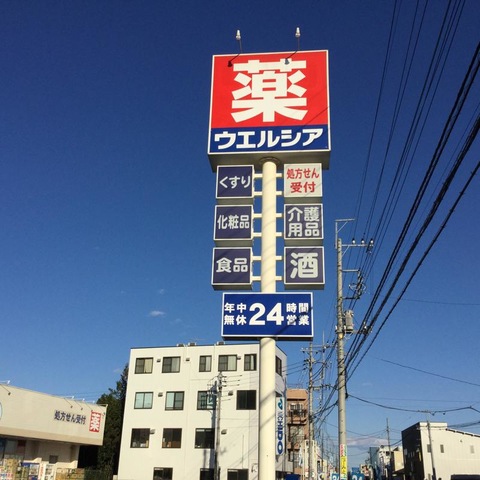 薬
ウエルシア
くすり
処方せん
受付
化粧品
介護
用品
食品
酒
年中
無休
24
時間
営業
処方せん受付
薬